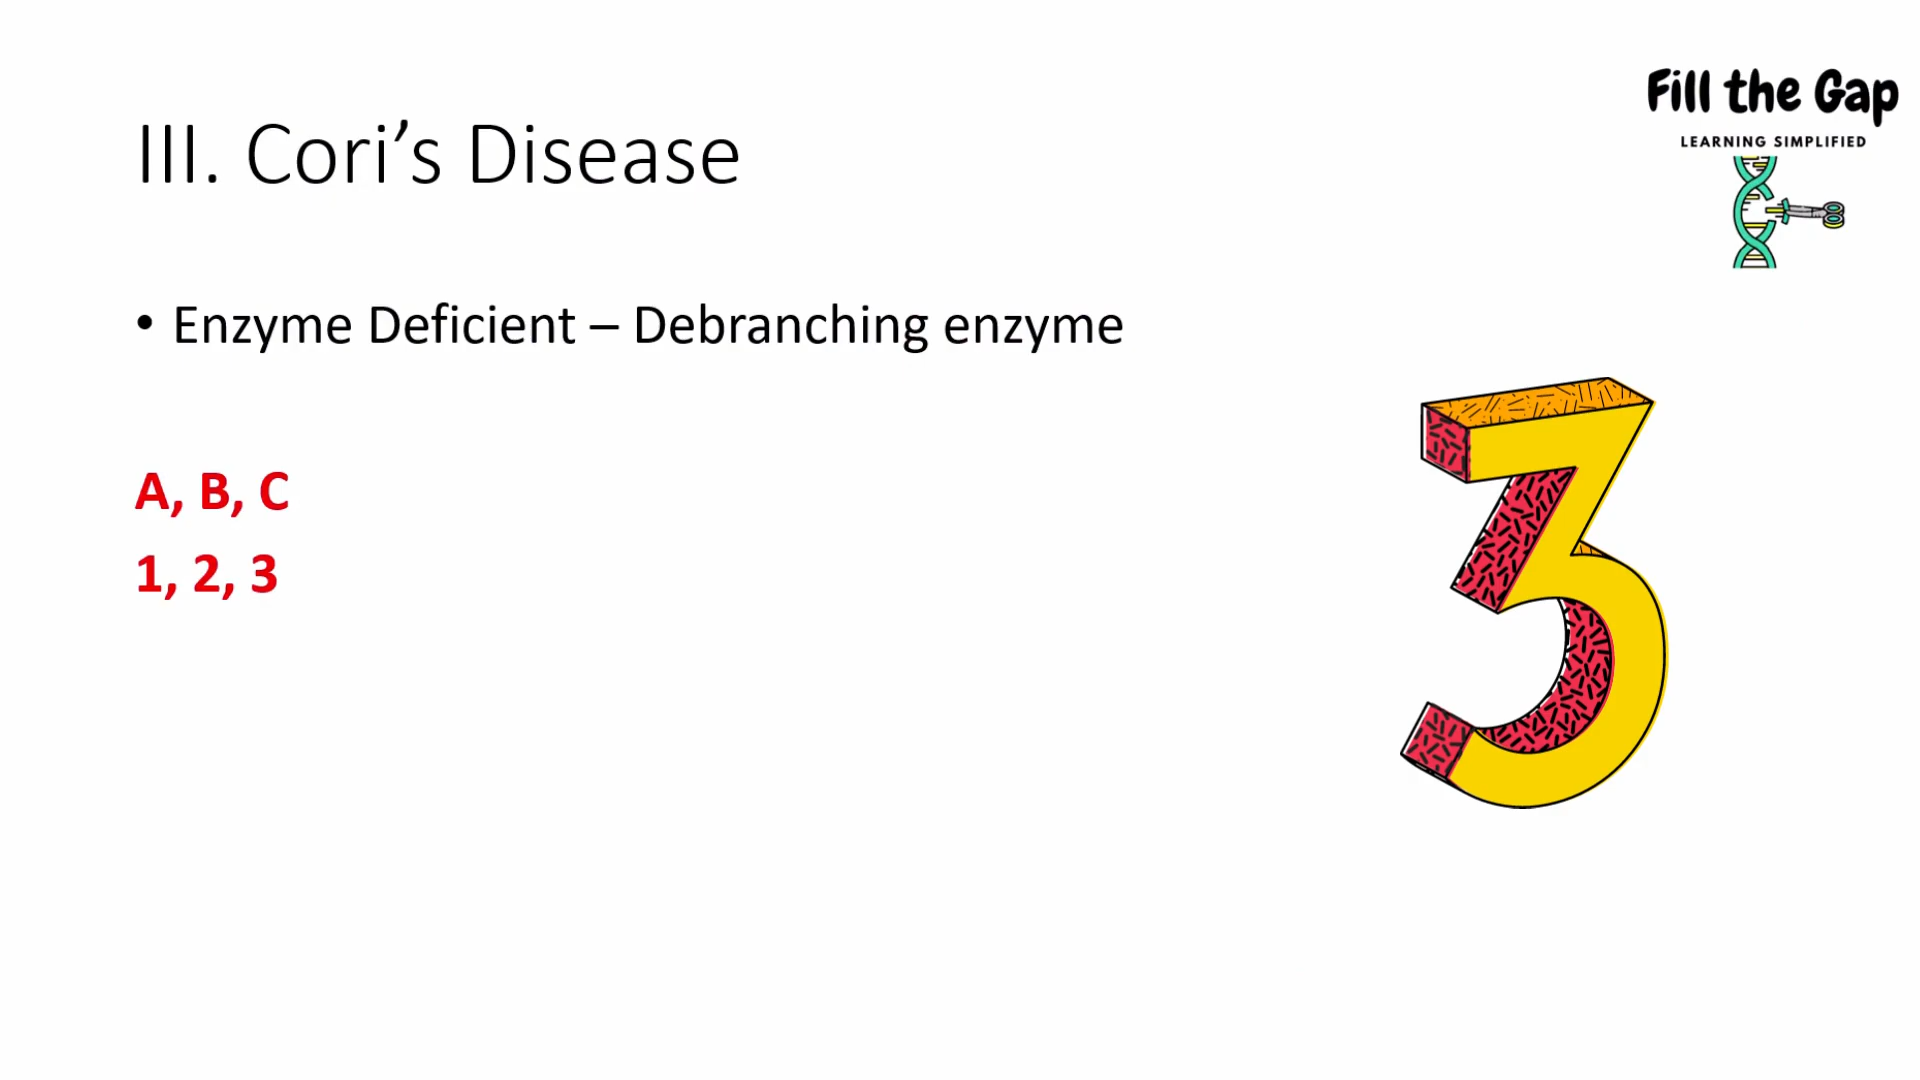 Fill the Gap
LEARNING SIMPLIFIED
III. Cori’s Disease
• Enzyme Deficient – Debranching enzyme
A, B, C
1, 2, 3
3